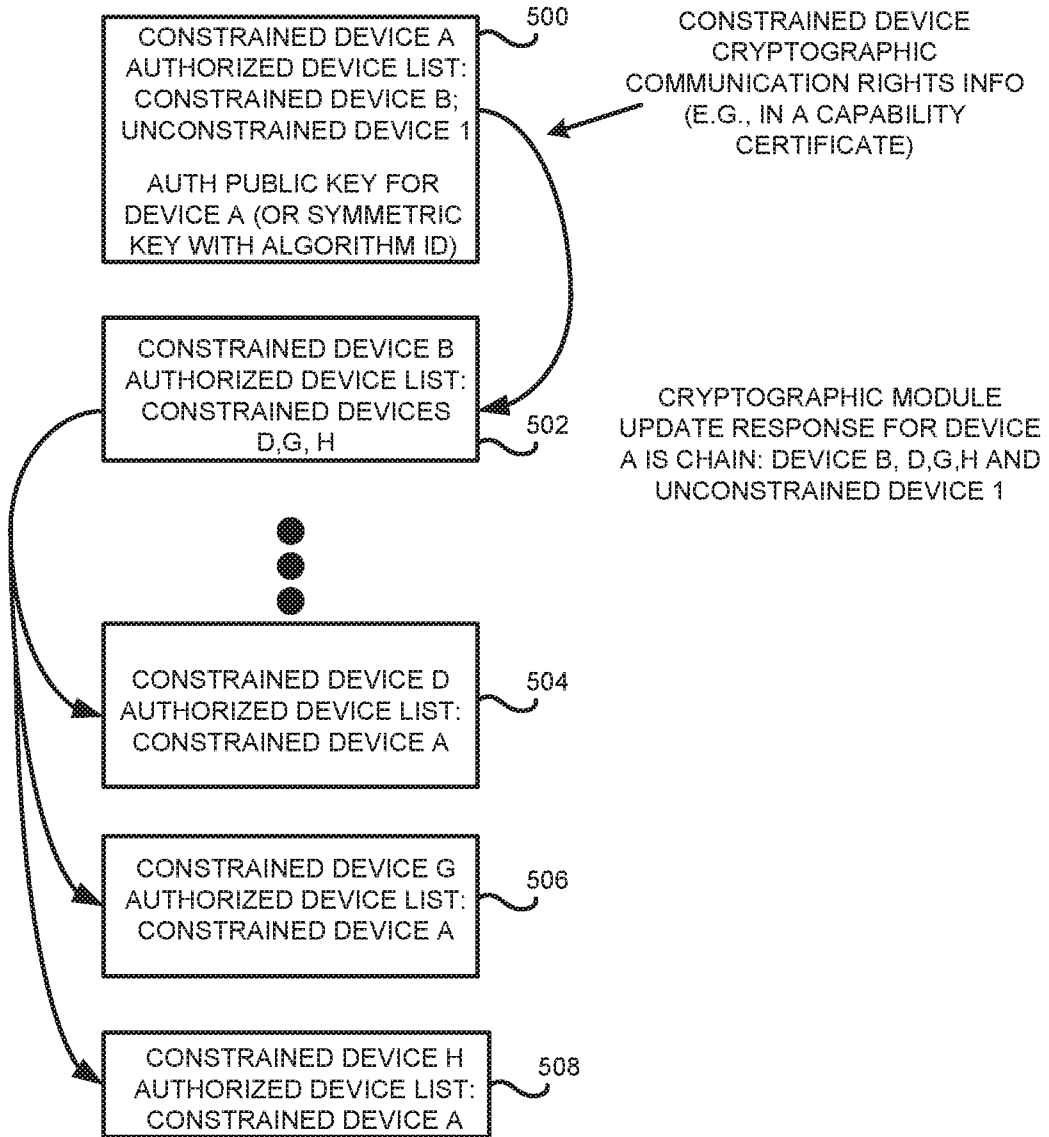 CONSTRAINED DEVICE A
AUTHORIZED DEVICE LIST:
CONSTRAINED DEVICE B;
UNCONSTRAINED DEVICE 1
AUTH PUBLIC KEY FOR
DEVICE A (OR SYMMETRIC
KEY WITH ALGORITHM ID)
500
CONSTRAINED DEVICE
CRYPTOGRAPHIC
COMMUNICATION RIGHTS INFO
(E.G., IN A CAPABILITY
CERTIFICATE)
CONSTRAINED DEVICE B
AUTHORIZED DEVICE LIST:
CONSTRAINED DEVICES
D,G, H
502
CRYPTOGRAPHIC MODULE
UPDATE RESPONSE FOR DEVICE
A IS CHAIN: DEVICE B, D,G,H AND
UNCONSTRAINED DEVICE 1
CONSTRAINED DEVICE D
AUTHORIZED DEVICE LIST:
CONSTRAINED DEVICE A
504
CONSTRAINED DEVICE G
AUTHORIZED DEVICE LIST:
CONSTRAINED DEVICE A
506
CONSTRAINED DEVICE H
AUTHORIZED DEVICE LIST:
CONSTRAINED DEVICE A
508